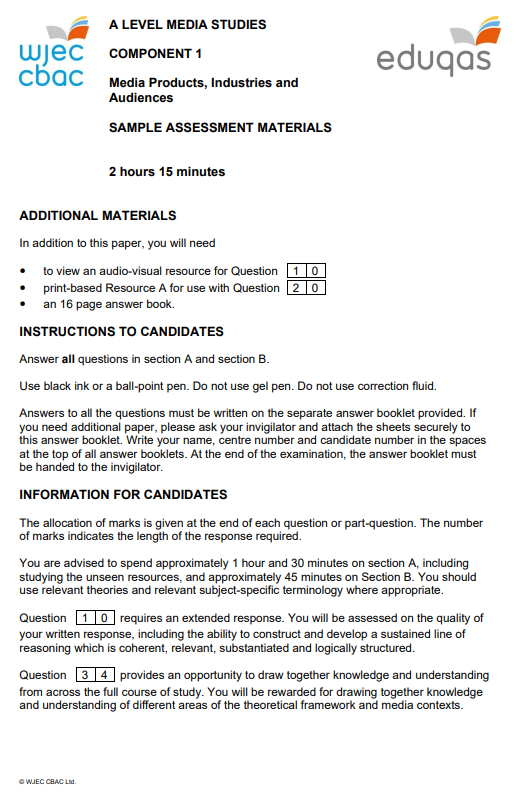 wjec
cbac
eduqas
A LEVEL MEDIA STUDIES
COMPONENT 1
Media Products, Industries and
Audiences
SAMPLE ASSESSMENT MATERIALS
2 hours 15 minutes
ADDITIONAL MATERIALS
In addition to this paper, you will need
• to view an audio-visual resource for Question 1 0
• print-based Resource A for use with Question 2 0
• an 16 page answer book.
INSTRUCTIONS TO CANDIDATES
Answer all questions in section A and section B.
Use black ink or a ball-point pen. Do not use gel pen. Do not use correction fluid.
Answers to all the questions must be written on the separate answer booklet provided. If
you need additional paper, please ask your invigilator and attach the sheets securely to
this answer booklet. Write your name, centre number and candidate number in the spaces
at the top of all answer booklets. At the end of the examination, the answer booklet must
be handed to the invigilator.
INFORMATION FOR CANDIDATES
The allocation of marks is given at the end of each question or part-question. The number
of marks indicates the length of the response required.
You are advised to spend approximately 1 hour and 30 minutes on section A, including
studying the unseen resources, and approximately 45 minutes on Section B. You should
use relevant theories and relevant subject-specific terminology where appropriate.
Question 1 0 requires an extended response. You will be assessed on the quality of
your written response, including the ability to construct and develop a sustained line of
reasoning which is coherent, relevant, substantiated and logically structured.
Question 3 4 provides an opportunity to draw together knowledge and understanding
from across the full course of study. You will be rewarded for drawing together knowledge
and understanding of different areas of the theoretical framework and media contexts.
© WJEC CBAC Ltd.